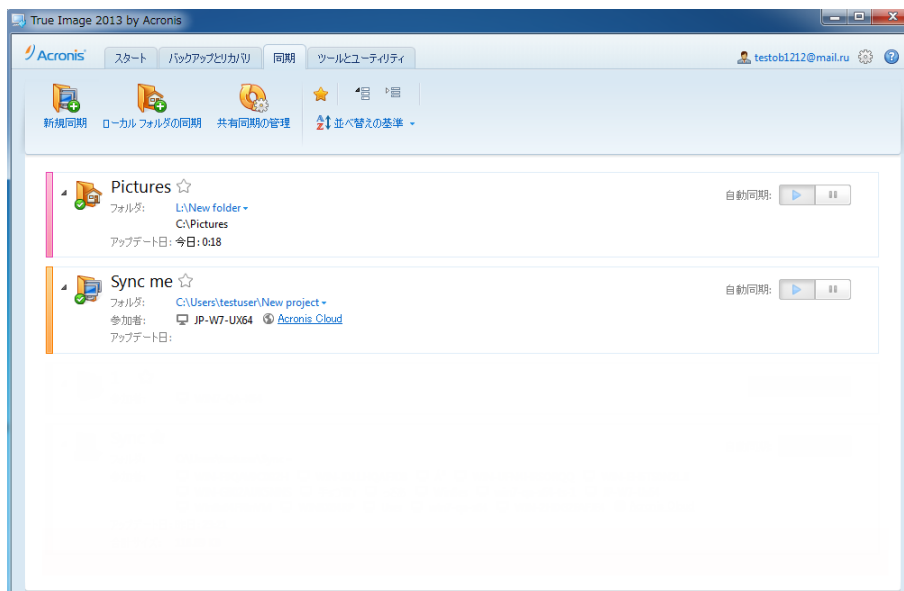 True Image 2013 by Acronis
Acronis スタート バックアップとリカバリ 同期 ツールとユーティリティ testob1212@mail.ru
新規同期 ローカル フォルダの同期 共有同期の管理 並べ替えの基準
Pictures
自動同期:
フォルダ: L:\New folder
C:\Pictures
アップデート日: 今日: 0:18
Sync me
自動同期:
フォルダ: C:\Users\testuser\New project
参加者: JP-W7-UX64 Acronis Cloud
アップデート日: